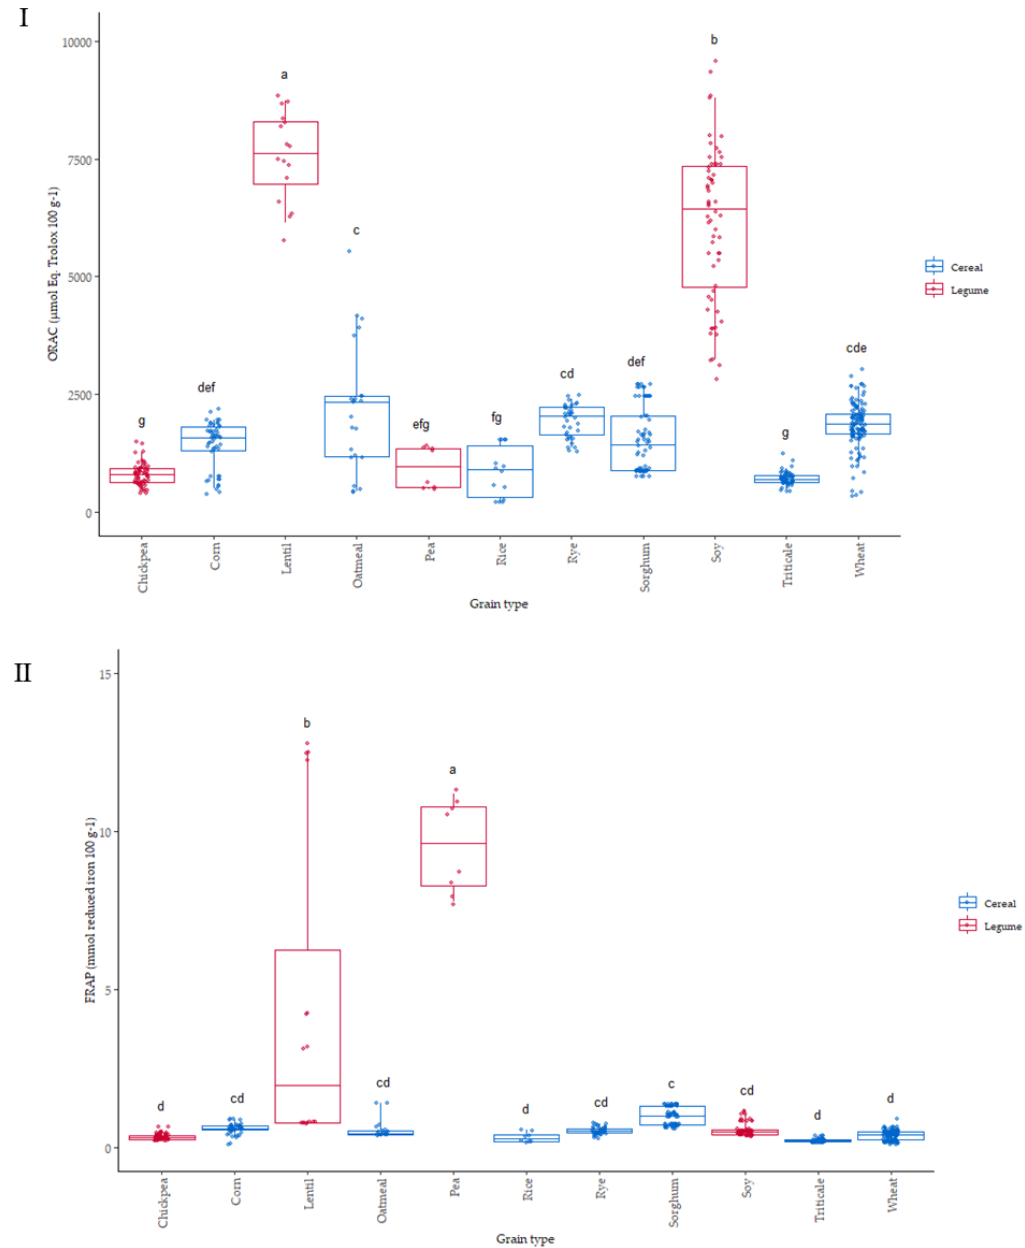 I
ORAC (µmol Eq. Trolox 100 g-1)
10000
7500
5000
2500
0
g
def
a
c
efg
fg
cd
def
b
g
cde
Chickpea
Corn
Lentil
Oatmeal
Pea
Rice
Rye
Sorghum
Soy
Triticale
Wheat
Grain type
Cereal
Legume
II
FRAP (mmol reduced iron 100 g-1)
15
10
5
0
d
cd
b
cd
a
d
cd
c
cd
d
d
Chickpea
Corn
Lentil
Oatmeal
Pea
Rice
Rye
Sorghum
Soy
Triticale
Wheat
Grain type
Cereal
Legume